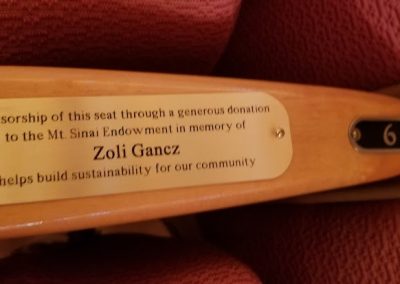 sorship of this seat through a generous donation
to the Mt. Sinai Endowment in memory of
Zoli Gancz
helps build sustainability for our community
6